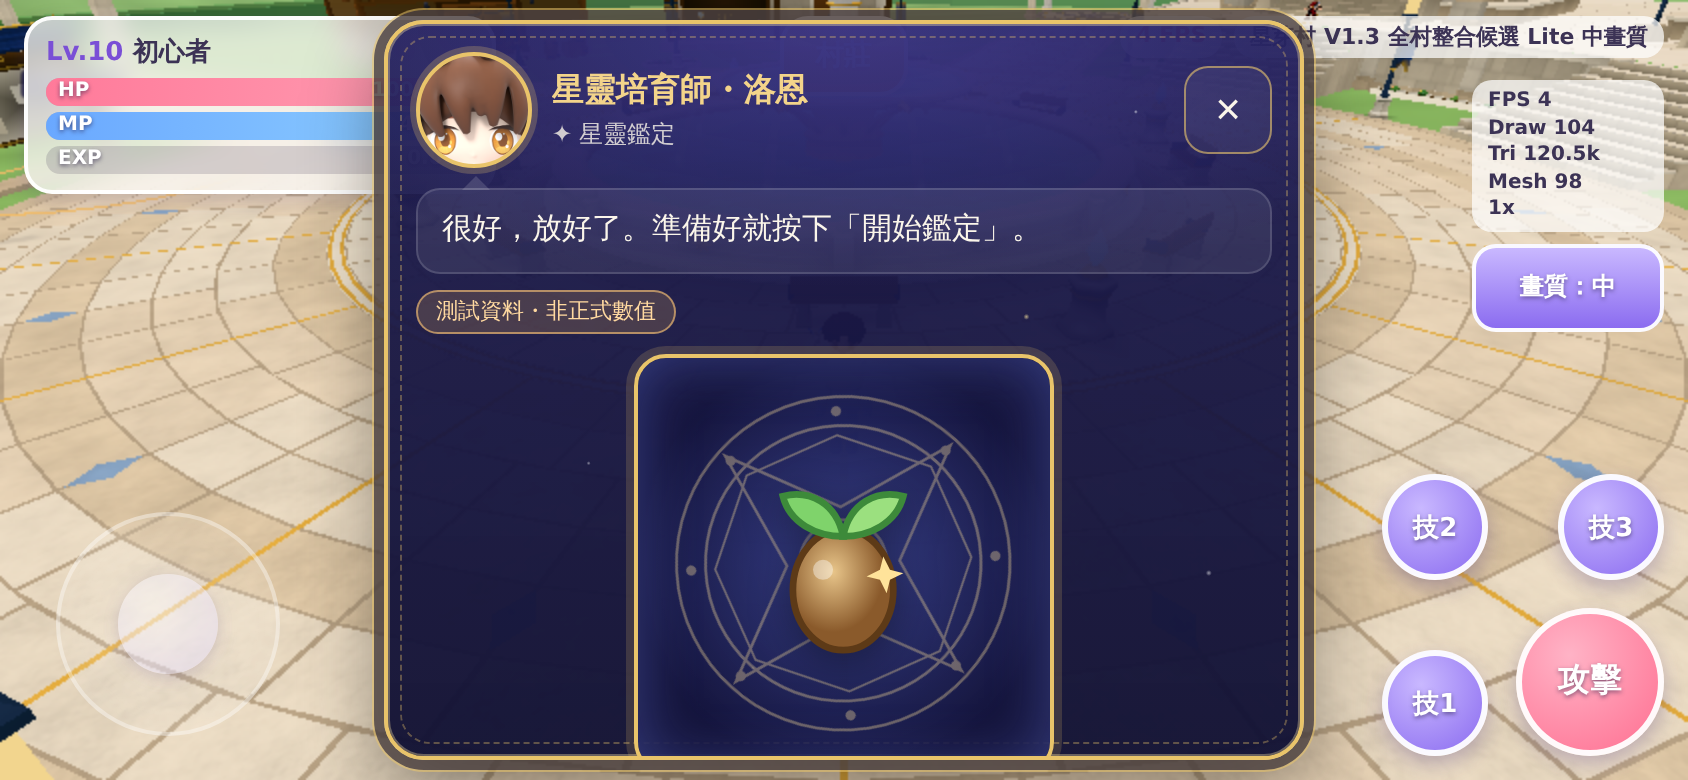 Lv.10 初心者
HP
MP
EXP
星靈培育師・洛恩
✦ 星靈鑑定
×
很好，放好了。準備好就按下「開始鑑定」。
測試資料・非正式數值
村 V1.3 全村整合候選 Lite 中畫質
FPS 4
Draw 104
Tri 120.5k
Mesh 98
1x
畫質：中
技2
技3
技1
攻擊